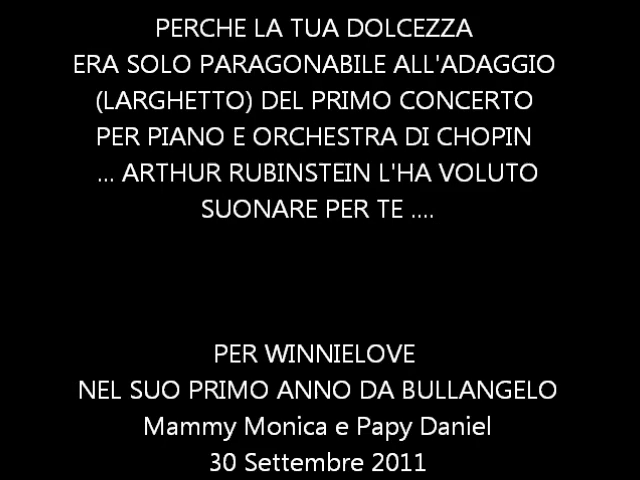 PERCHE LA TUA DOLCEZZA
ERA SOLO PARAGONABILE ALL'ADAGGIO
(LARGHETTO) DEL PRIMO CONCERTO
PER PIANO E ORCHESTRA DI CHOPIN
... ARTHUR RUBINSTEIN L'HA VOLUTO
SUONARE PER TE ....
PER WINNIELOVE
NEL SUO PRIMO ANNO DA BULLANGELO
Mammy Monica e Papy Daniel
30 Settembre 2011